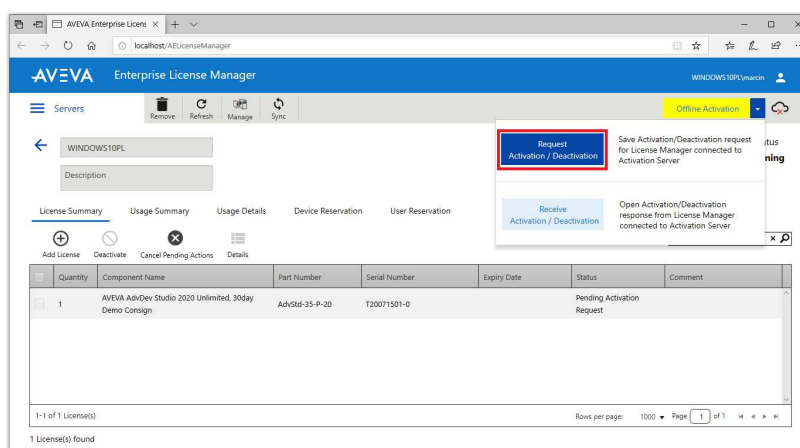 AVEVA Enterprise Licens
localhost/AELicenseManager
AVEVA Enterprise License Manager
WINDOWS10PL\marcin
Servers
Remove Refresh Manage Sync
Offline Activation
WINDOWS10PL
Description
Request
Activation / Deactivation
Save Activation/Deactivation request
for License Manager connected to
Activation Server
tus
ning
Receive
Activation / Deactivation
Open Activation/Deactivation
response from License Manager
connected to Activation Server
License Summary Usage Summary Usage Details Device Reservation User Reservation
Add License Deactivate Cancel Pending Actions Details
Quantity Component Name Part Number Serial Number Expiry Date Status Comment
1 AVEVA AdvDev Studio 2020 Unlimited, 30day
Demo Consign AdvStd-35-P-20 T20071501-0 Pending Activation
Request
1-1 of 1 License(s) Rows per page: 1000 Page 1 of 1
1 License(s) found